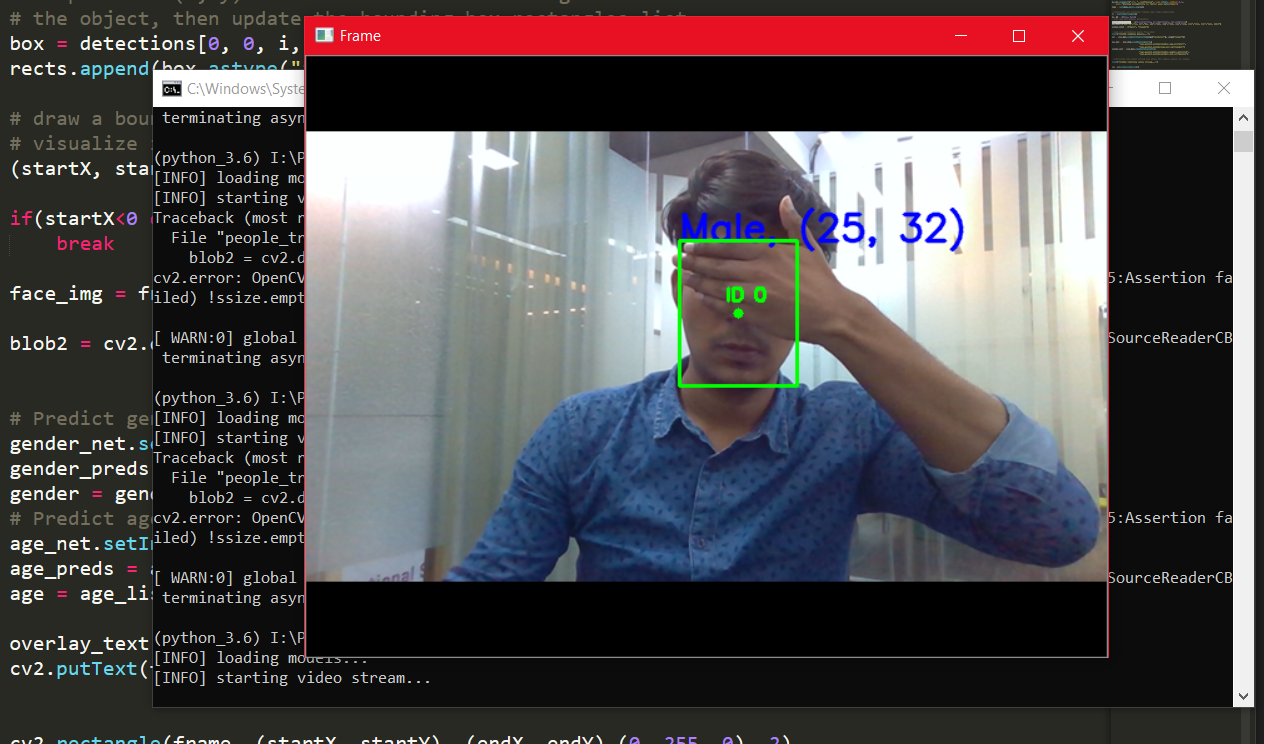 # the object, then update the bounding box rectangles list
box = detections[0, 0, i,
rects.append(box.astype("
# draw a boun
# visualize i
(startX, star
if(startX<0 
break
face_img = f
blob2 = cv2.
# Predict gen
gender_net.se
gender_preds
gender = gen
# Predict age
age_net.setIn
age_preds = 
age = age_lis
overlay_text
cv2.putText(
cv2.rectangle(frame, (startX, startY), (endX, endY),(0, 255, 0), 2)
Frame
C:\Windows\Syste
terminating asyn
(python_3.6) I:\P
[INFO] loading mo
[INFO] starting v
Traceback (most r
File "people_tr
blob2 = cv2.d
cv2.error: OpenCV
5:Assertion fa
iled) !ssize.empt
[ WARN:0] global
SourceReaderCB
terminating asyn
(python_3.6) I:\P
[INFO] loading mo
[INFO] starting v
Traceback (most r
File "people_tr
blob2 = cv2.d
cv2.error: OpenCV
5:Assertion fa
iled) !ssize.empt
[ WARN:0] global
SourceReaderCB
terminating asyn
(python_3.6) I:\P
[INFO] loading models...
[INFO] starting video stream...
Male, (25, 32)
ID 0